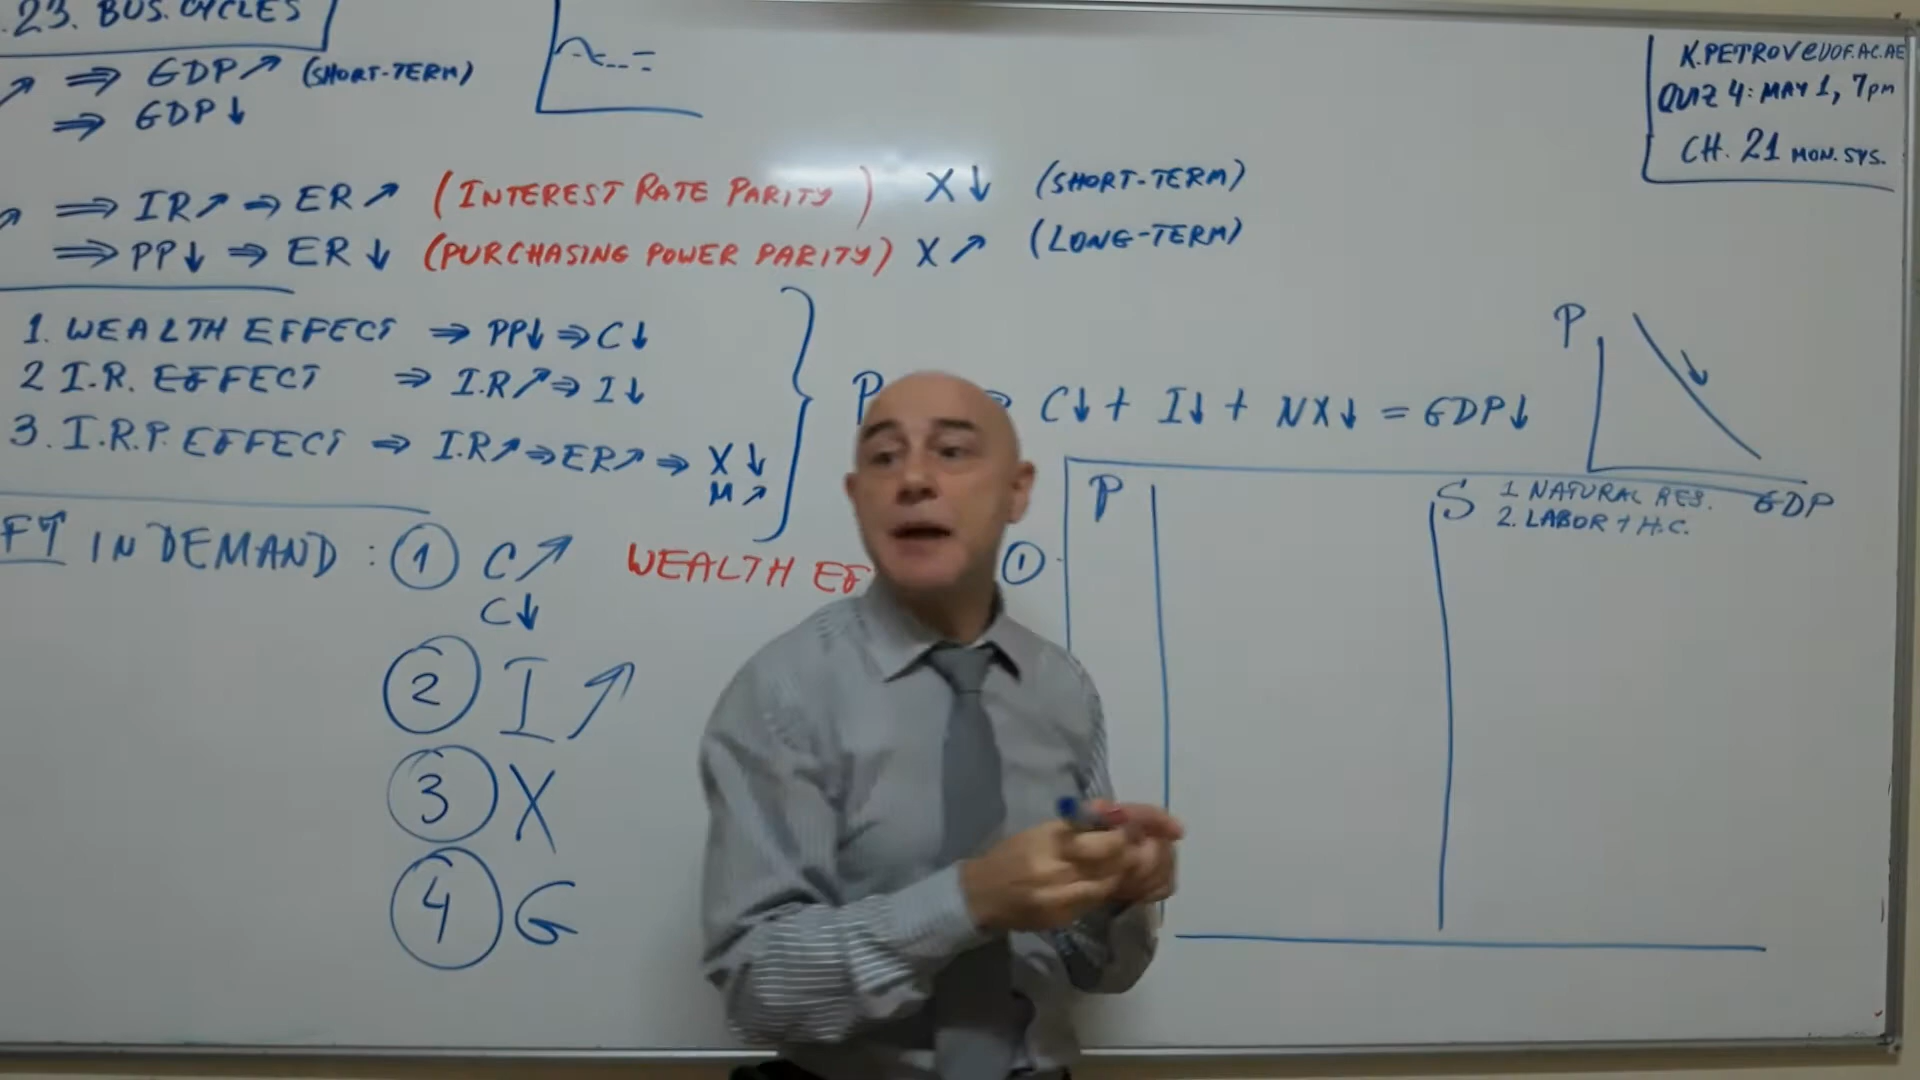 .23. BUS. CYCLES
↗ ⇒ GDP↗ (SHORT-TERM)
⇒ GDP↓
↗ ⇒ IR↗ ⇒ ER↗ (INTEREST RATE PARITY) X↓ (SHORT-TERM)
⇒ PP↓ ⇒ ER↓ (PURCHASING POWER PARITY) X↗ (LONG-TERM)
1. WEALTH EFFECT ⇒ PP↓ ⇒ C↓
2 I.R. EFFECT ⇒ I.R↗ ⇒ I↓
3. I.R.P. EFFECT ⇒ I.R↗ ⇒ ER↗ ⇒ X↓
M↗
P C↓ + I↓ + NX↓ = GDP↓
FT IN DEMAND : 1 C↗ WEALTH EF
C↓
2 I↗
3 X
4 G
K.PETROV@UOF.AC.AE
QUIZ 4: MAY 1, 7pm
CH. 21 MON. SYS.
P
GDP
1
P
S 1 NATURAL RES.
2. LABOR + H.C.